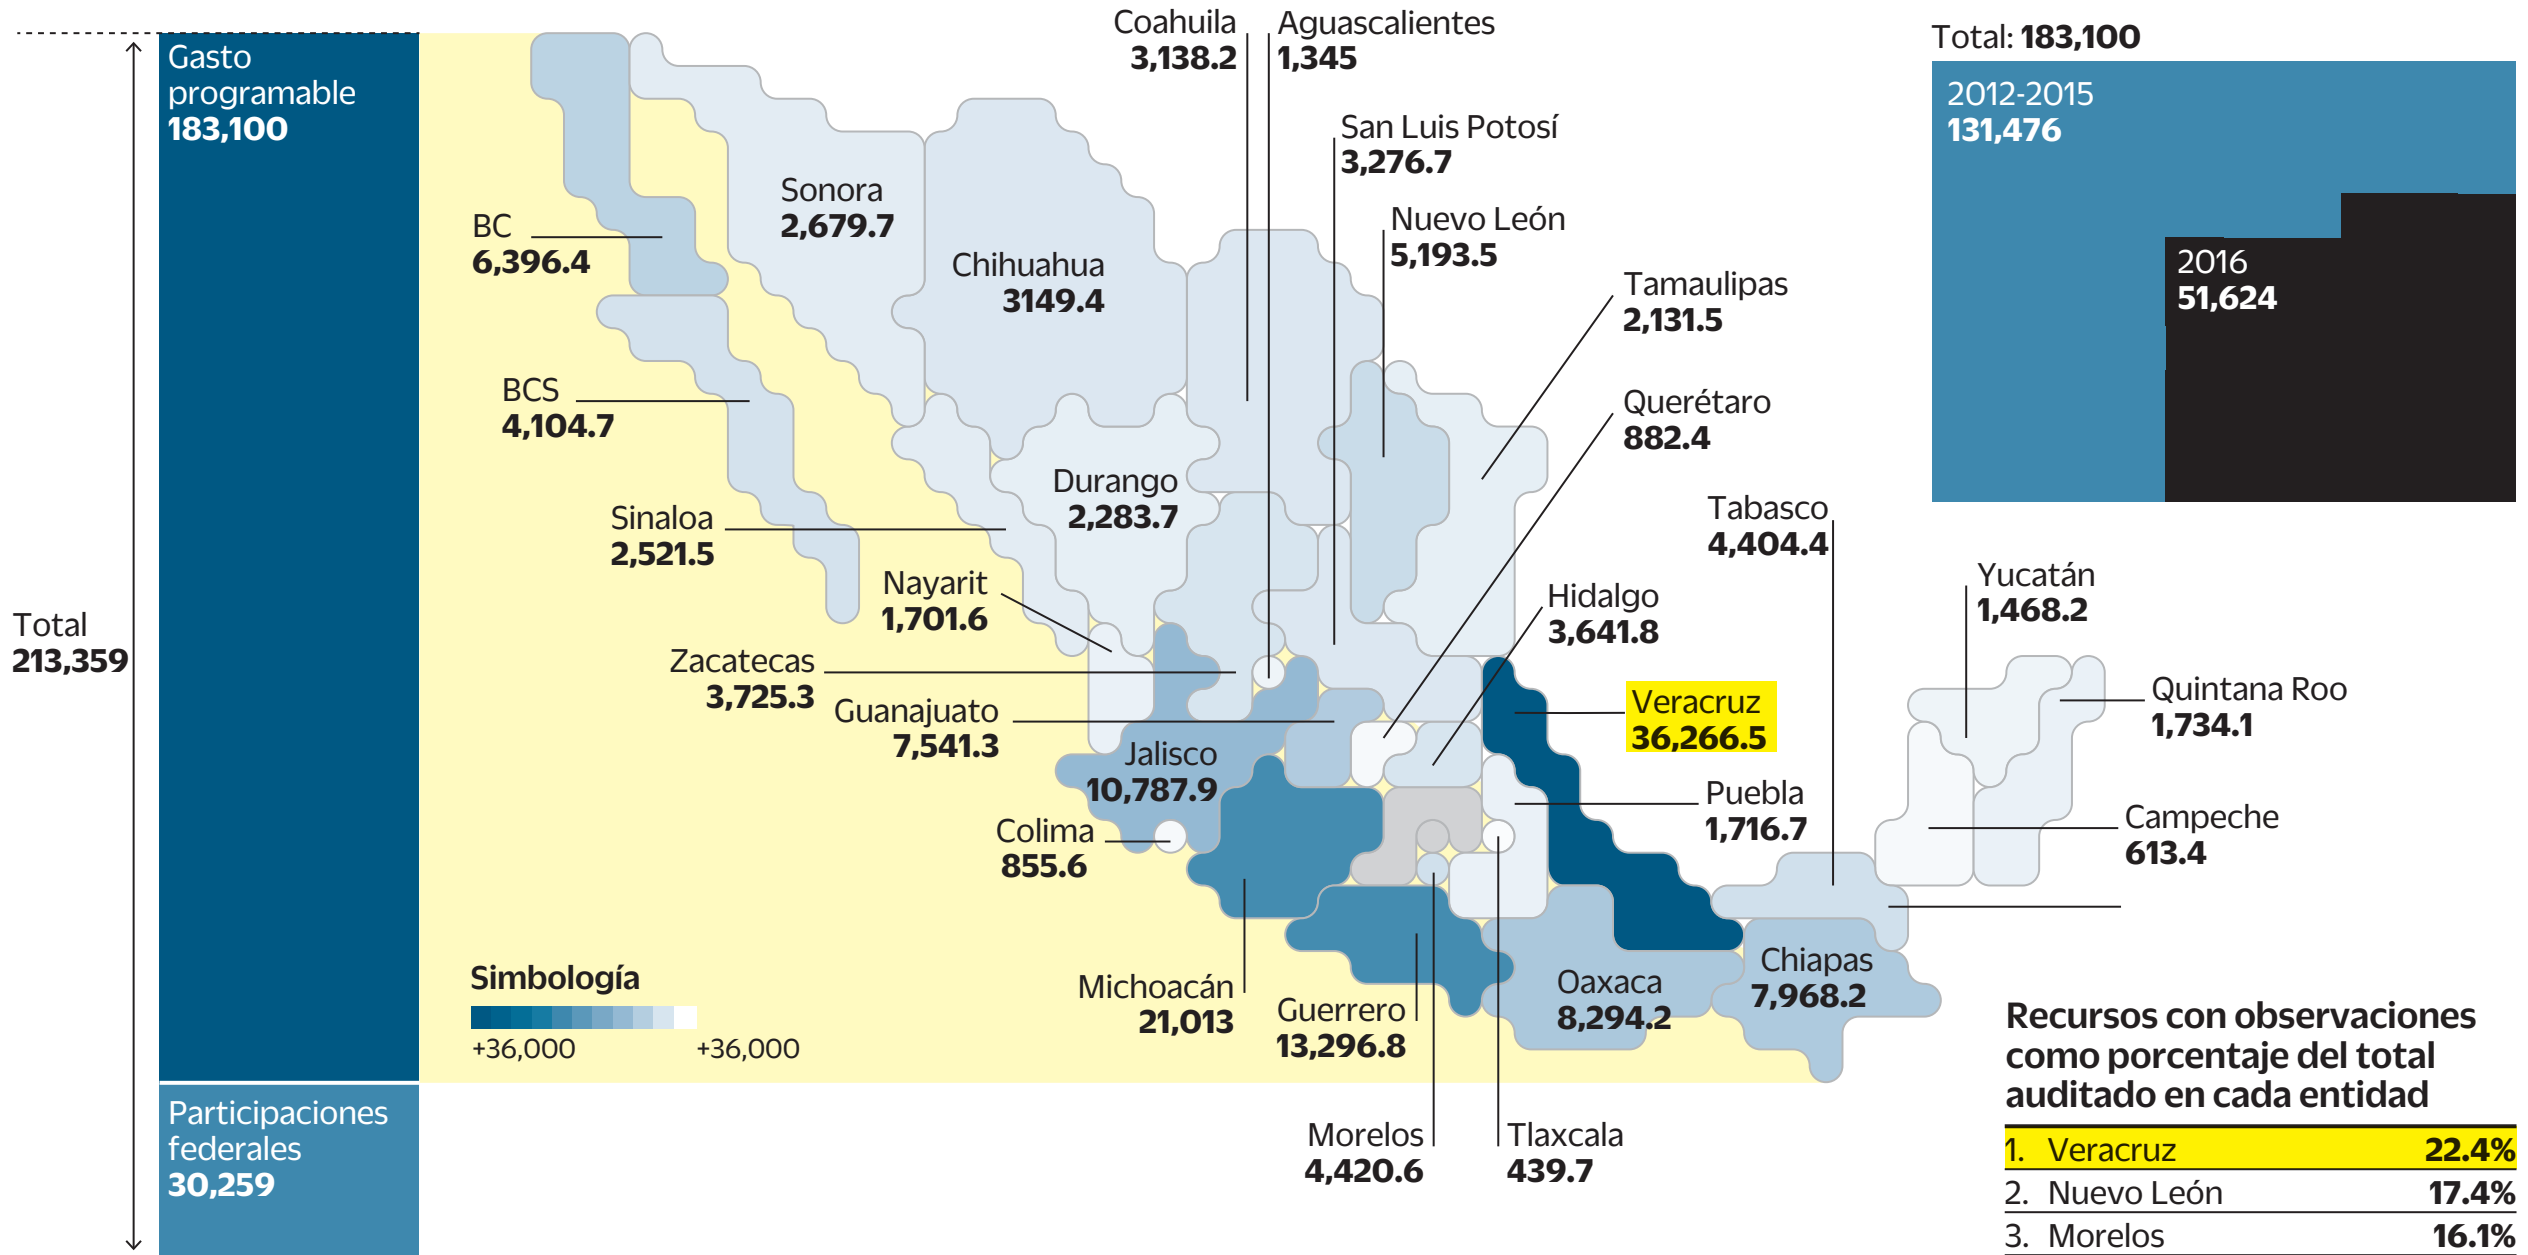 Gasto
programable
183,100
Total
213,359
Participaciones
federales
30,259
Coahuila
3,138.2
Aguascalientes
1,345
San Luis Potosí
3,276.7
Nuevo León
5,193.5
Tamaulipas
2,131.5
Querétaro
882.4
Sonora
2,679.7
Chihuahua
3149.4
BC
6,396.4
BCS
4,104.7
Durango
2,283.7
Sinaloa
2,521.5
Nayarit
1,701.6
Zacatecas
3,725.3
Guanajuato
7,541.3
Jalisco
10,787.9
Colima
855.6
Michoacán
21,013
Guerrero
13,296.8
Oaxaca
8,294.2
Chiapas
7,968.2
Morelos
4,420.6
Tlaxcala
439.7
Hidalgo
3,641.8
Veracruz
36,266.5
Puebla
1,716.7
Tabasco
4,404.4
Yucatán
1,468.2
Quintana Roo
1,734.1
Campeche
613.4
Simbología
+36,000 +36,000
Total: 183,100
2012-2015
131,476
2016
51,624
Recursos con observaciones
como porcentaje del total
auditado en cada entidad
1. Veracruz 22.4%
2. Nuevo León 17.4%
3. Morelos 16.1%